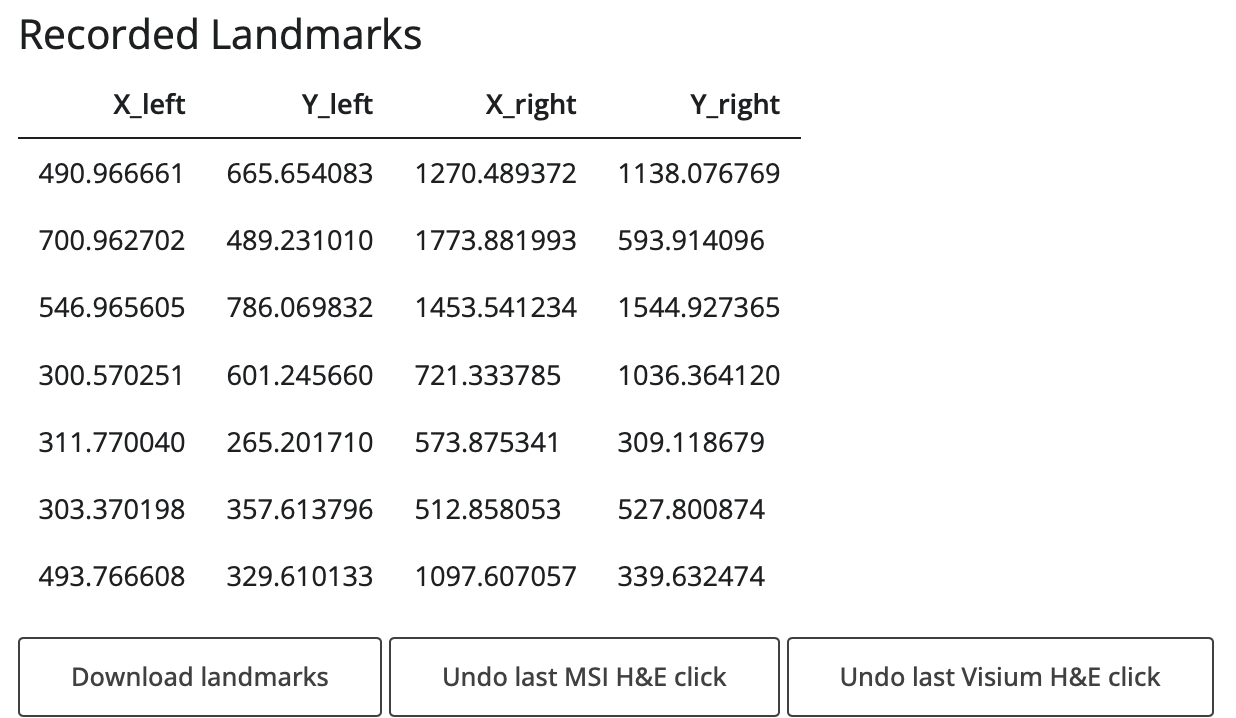 Recorded Landmarks
X_left Y_left X_right Y_right
490.966661 665.654083 1270.489372 1138.076769
700.962702 489.231010 1773.881993 593.914096
546.965605 786.069832 1453.541234 1544.927365
300.570251 601.245660 721.333785 1036.364120
311.770040 265.201710 573.875341 309.118679
303.370198 357.613796 512.858053 527.800874
493.766608 329.610133 1097.607057 339.632474
Download landmarks Undo last MSI H&E click Undo last Visium H&E click